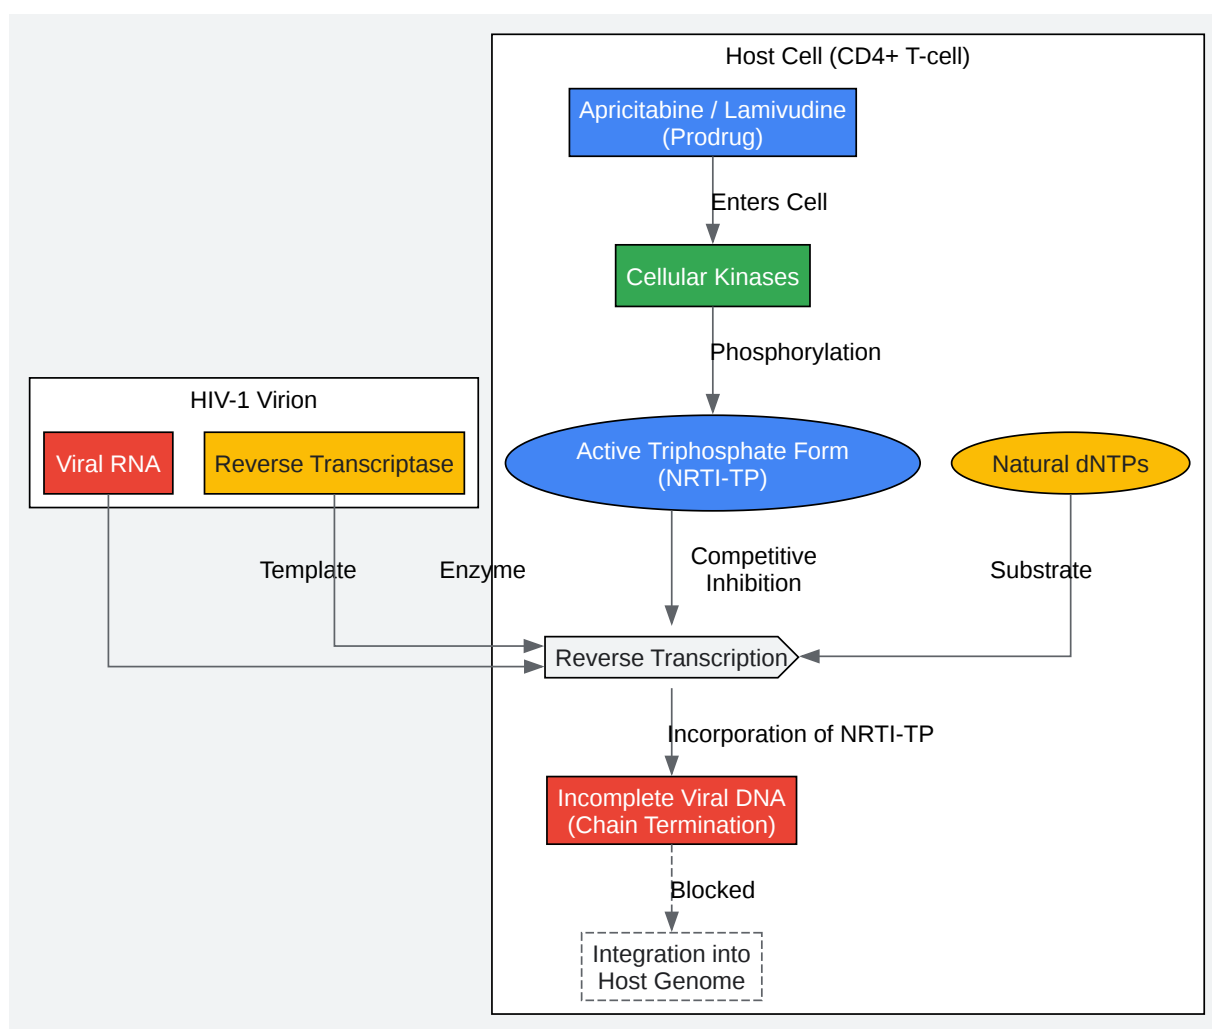 Host Cell (CD4+ T-cell)
Apricitabine / Lamivudine
(Prodrug)
Enters Cell
Cellular Kinases
Phosphorylation
HIV-1 Virion
Viral RNA
Reverse Transcriptase
Active Triphosphate Form
(NRTI-TP)
Natural dNTPs
Template
Enzyme
Competitive
Inhibition
Substrate
Reverse Transcription
Incorporation of NRTI-TP
Incomplete Viral DNA
(Chain Termination)
Blocked
Integration into
Host Genome